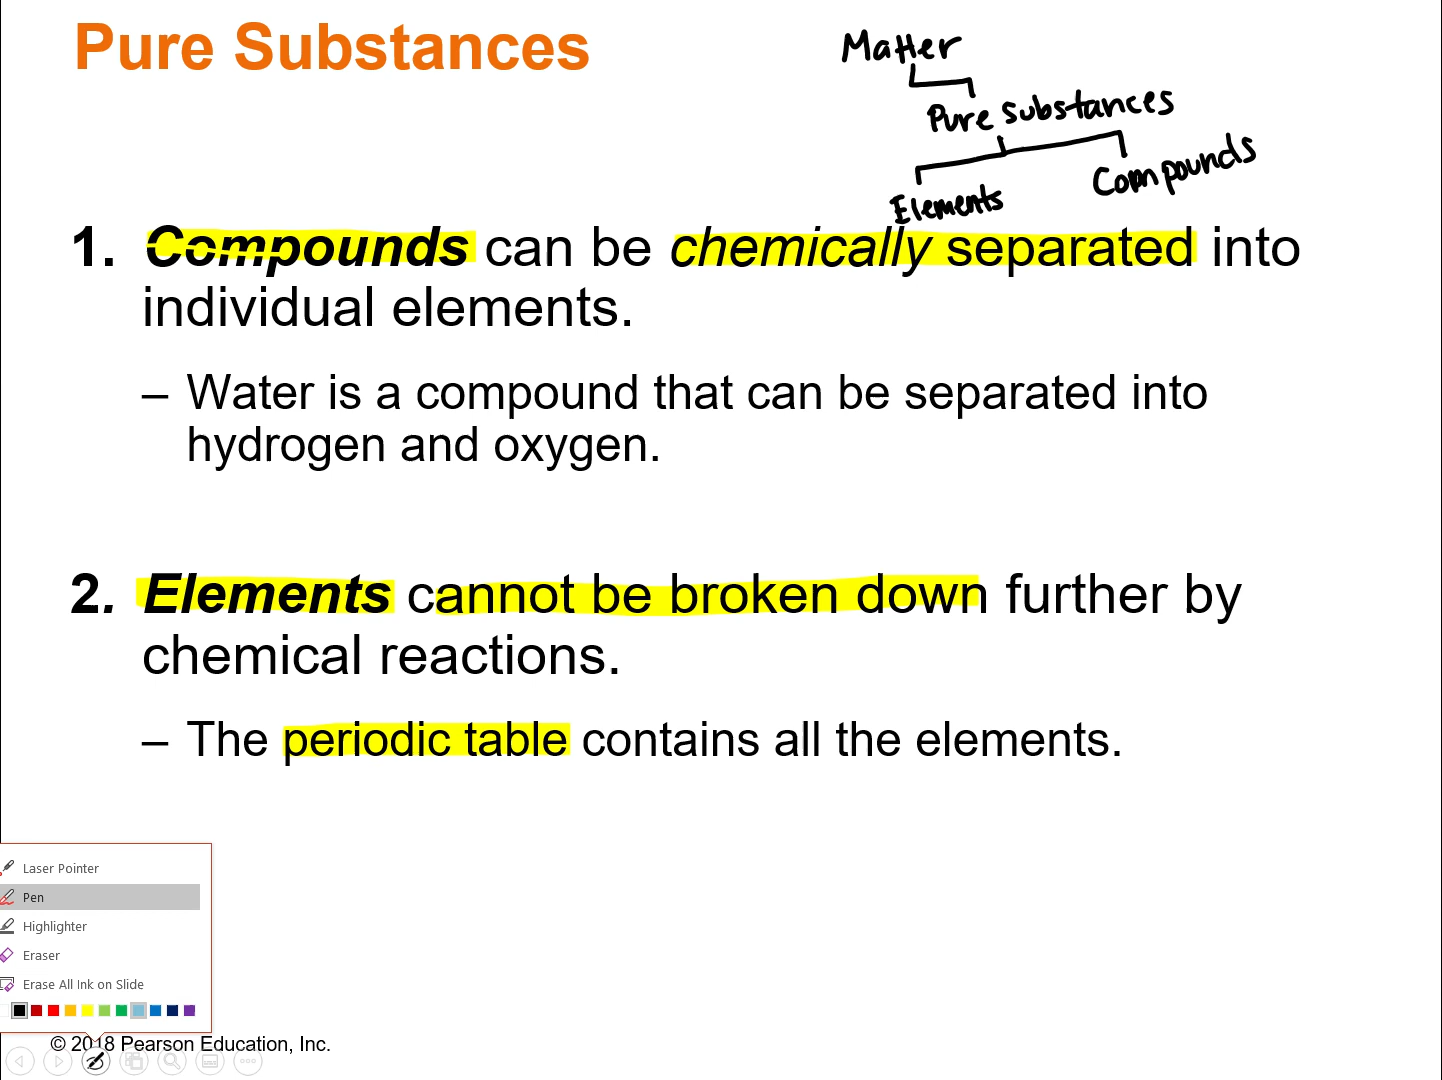 Pure Substances
Matter
Pure Substances
Elements
Compounds
1. Compounds can be chemically separated into
individual elements.
– Water is a compound that can be separated into
hydrogen and oxygen.
2. Elements cannot be broken down further by
chemical reactions.
– The periodic table contains all the elements.
Laser Pointer
Pen
Highlighter
Eraser
Erase All Ink on Slide
© 2018 Pearson Education, Inc.